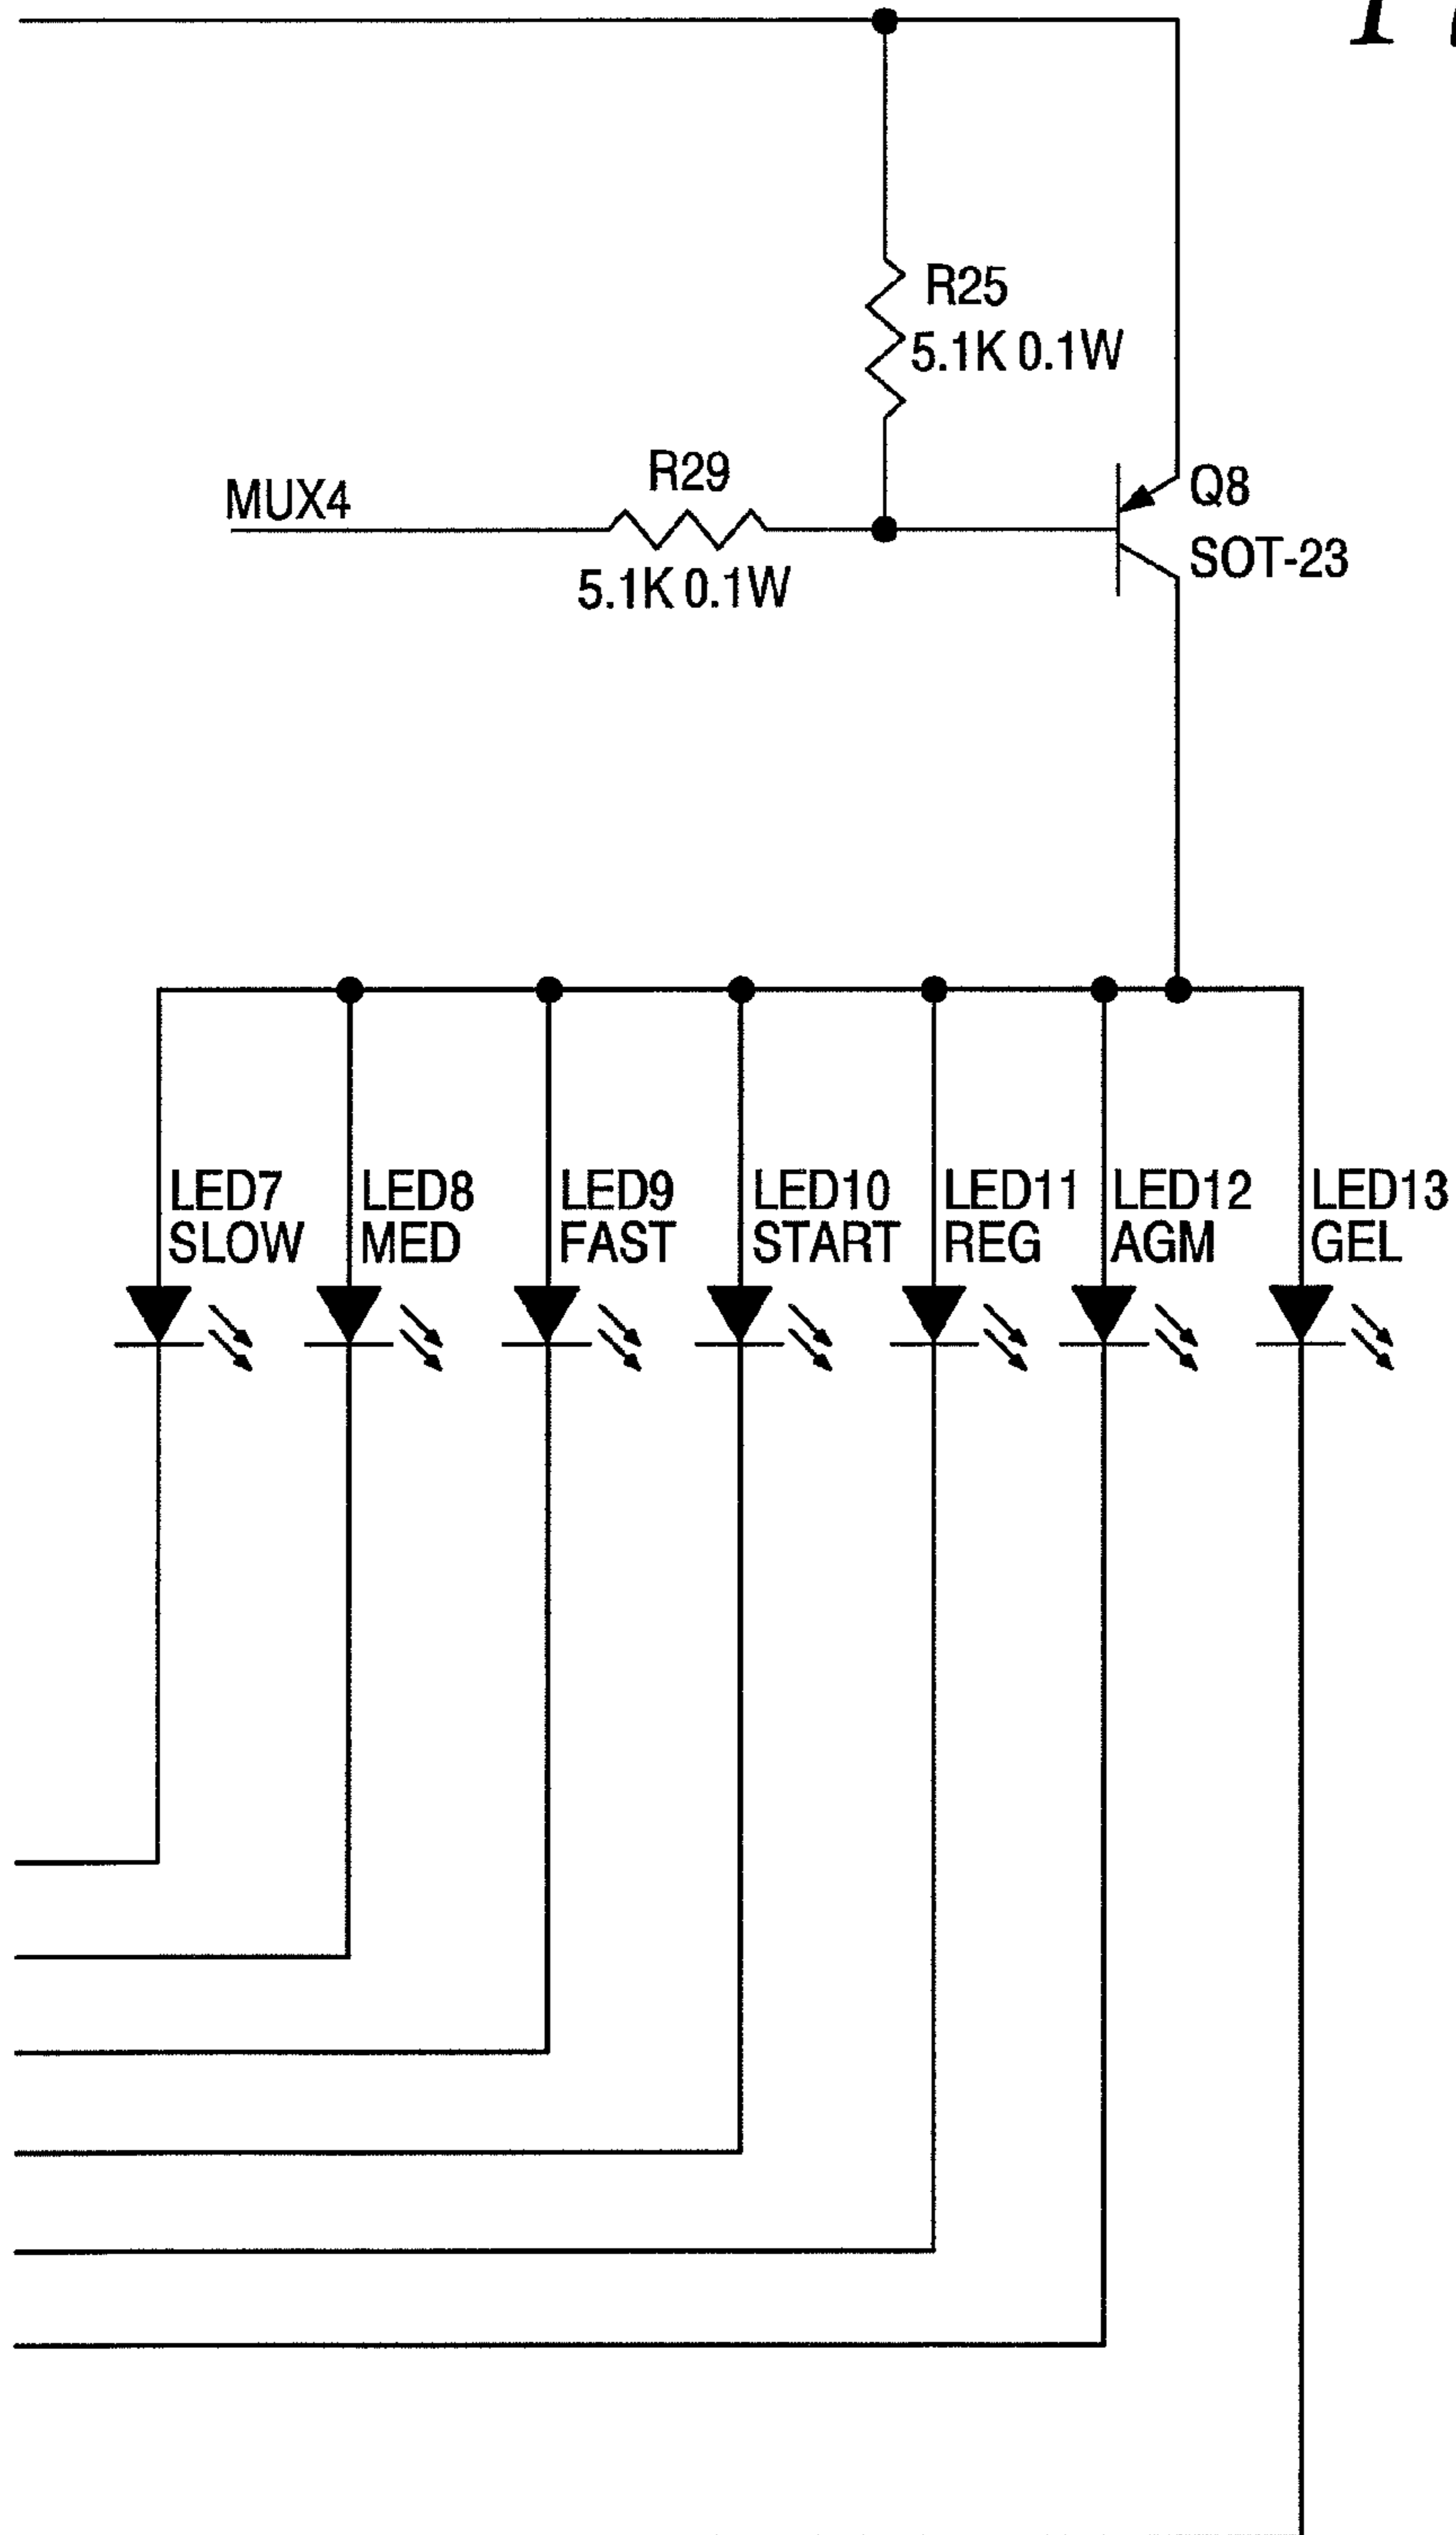 R25
5.1K 0.1W
MUX4
R29
5.1K 0.1W
Q8
SOT-23
LED7
SLOW
LED8
MED
LED9
FAST
LED10
START
LED11
REG
LED12
AGM
LED13
GEL